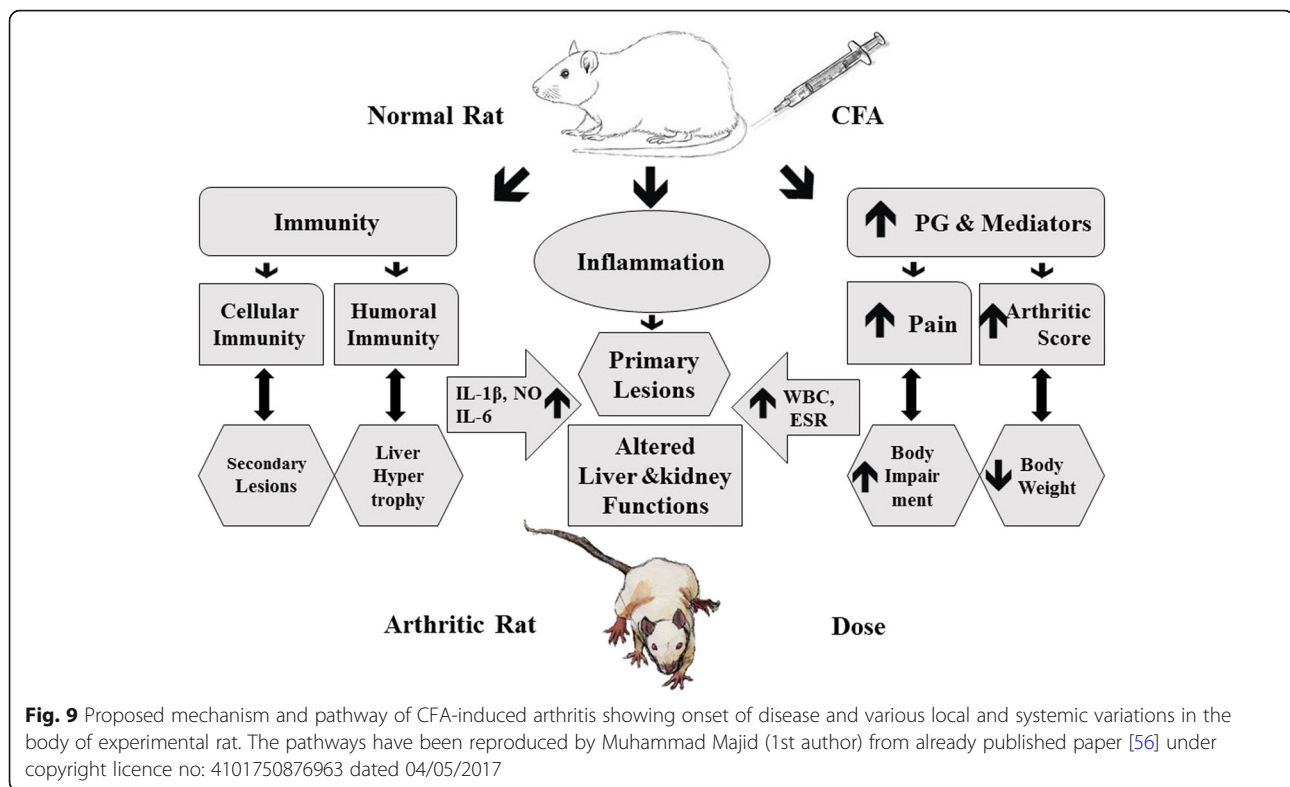 Normal Rat
CFA
Immunity
Inflammation
PG & Mediators
Cellular
Immunity
Humoral
Immunity
Pain
Arthritic
Score
Primary
Lesions
IL-1β, NO
IL-6
WBC,
ESR
Secondary
Lesions
Liver
Hyper
trophy
Altered
Liver &kidney
Functions
Body
Impair
ment
Body
Weight
Arthritic Rat
Dose
Fig. 9 Proposed mechanism and pathway of CFA-induced arthritis showing onset of disease and various local and systemic variations in the
body of experimental rat. The pathways have been reproduced by Muhammad Majid (1st author) from already published paper [56] under
copyright licence no: 4101750876963 dated 04/05/2017